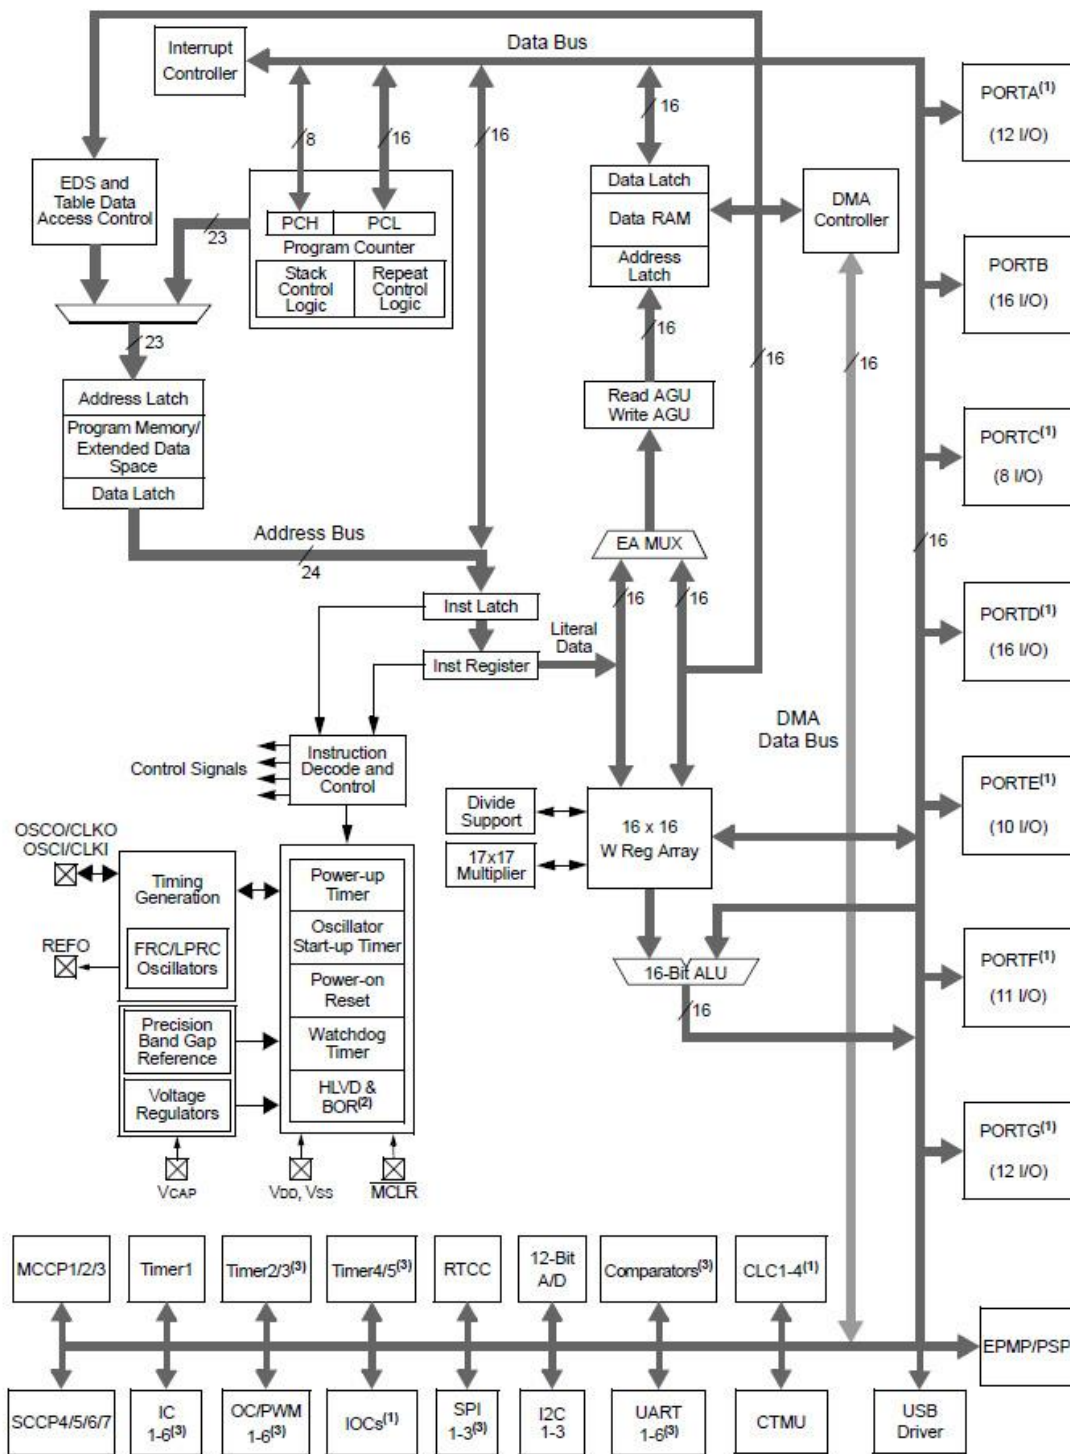 Data Bus
Interrupt
Controller
8
16
16
16
PORTA(1)
(12 I/O)
EDS and
Table Data
Access Control
23
PCH
PCL
Program Counter
Stack
Control
Logic
Repeat
Control
Logic
Data Latch
Data RAM
Address
Latch
DMA
Controller
PORTB
(16 I/O)
23
16
16
16
Address Latch
Program Memory/
Extended Data
Space
Data Latch
Read AGU
Write AGU
PORTC(1)
(8 I/O)
Address Bus
24
EA MUX
16
16
16
Inst Latch
Inst Register
Literal
Data
PORTD(1)
(16 I/O)
DMA
Data Bus
Control Signals
Instruction
Decode and
Control
Divide
Support
17x17
Multiplier
16 x 16
W Reg Array
PORTE(1)
(10 I/O)
OSCO/CLKO
OSCI/CLKI
Timing
Generation
REFO
FRC/LPRC
Oscillators
Precision
Band Gap
Reference
Voltage
Regulators
Power-up
Timer
Oscillator
Start-up Timer
Power-on
Reset
Watchdog
Timer
HLVD &
BOR(2)
16-Bit ALU
16
PORTF(1)
(11 I/O)
PORTG(1)
(12 I/O)
VCAP
VDD, VSS
MCLR
MCCP1/2/3
Timer1
Timer2/3(3)
Timer4/5(3)
RTCC
12-Bit
A/D
Comparators(3)
CLC1-4(1)
EPMP/PSP
SCCP4/5/6/7
IC
1-6(3)
OC/PWM
1-6(3)
IOCs(1)
SPI
1-3(3)
I2C
1-3
UART
1-6(3)
CTMU
USB
Driver